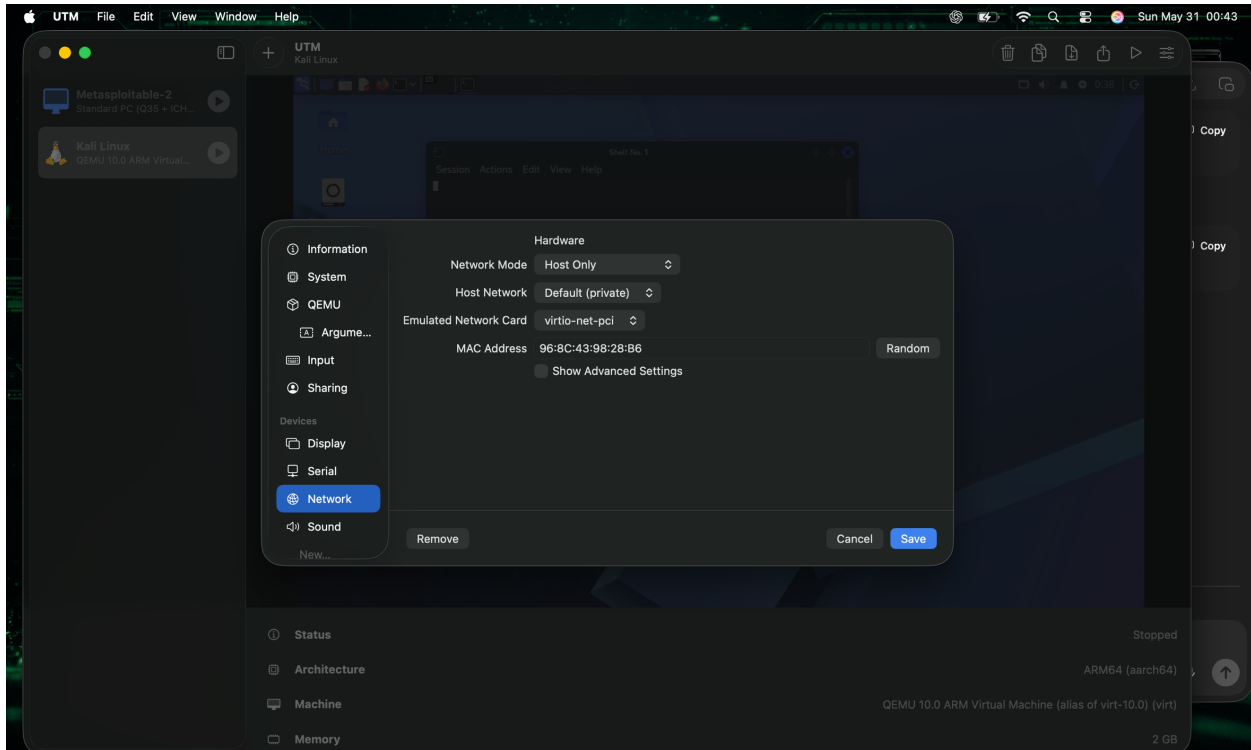 UTM File Edit View Window Help Sun May 31 00:43
UTM
Kali Linux
Metasploitable-2
Standard PC (Q35 + ICH...
Kali Linux
QEMU 10.0 ARM Virtual...
0:38
Shell No. 1
Session Actions Edit View Help
Copy
Copy
Information
System
QEMU
Argume...
Input
Sharing
Devices
Display
Serial
Network
Sound
New...
Hardware
Network Mode Host Only
Host Network Default (private)
Emulated Network Card virtio-net-pci
MAC Address 96:8C:43:98:28:B6 Random
Show Advanced Settings
Remove Cancel Save
Status Stopped
Architecture ARM64 (aarch64)
Machine QEMU 10.0 ARM Virtual Machine (alias of virt-10.0) (virt)
Memory 2 GB